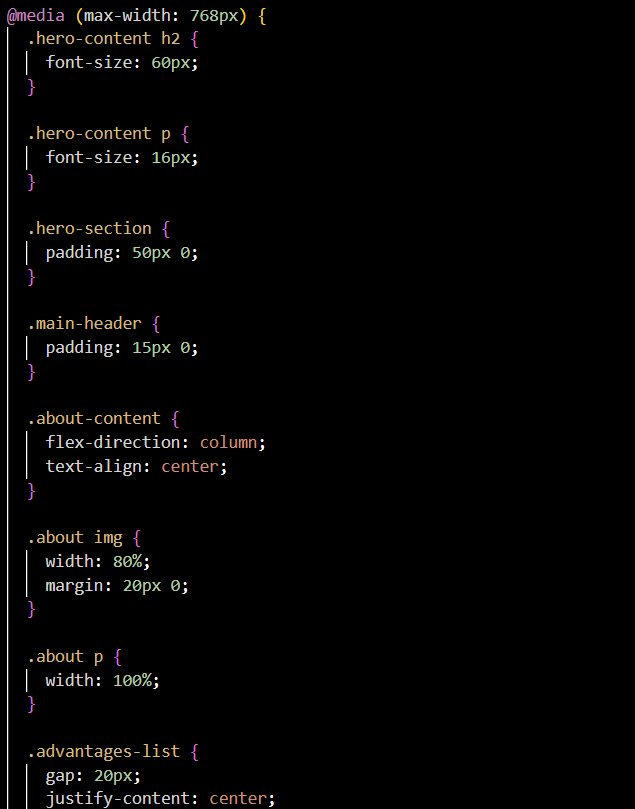 @media (max-width: 768px) {
.hero-content h2 {
font-size: 60px;
}
.hero-content p {
font-size: 16px;
}
.hero-section {
padding: 50px 0;
}
.main-header {
padding: 15px 0;
}
.about-content {
flex-direction: column;
text-align: center;
}
.about img {
width: 80%;
margin: 20px 0;
}
.about p {
width: 100%;
}
.advantages-list {
gap: 20px;
justify-content: center;